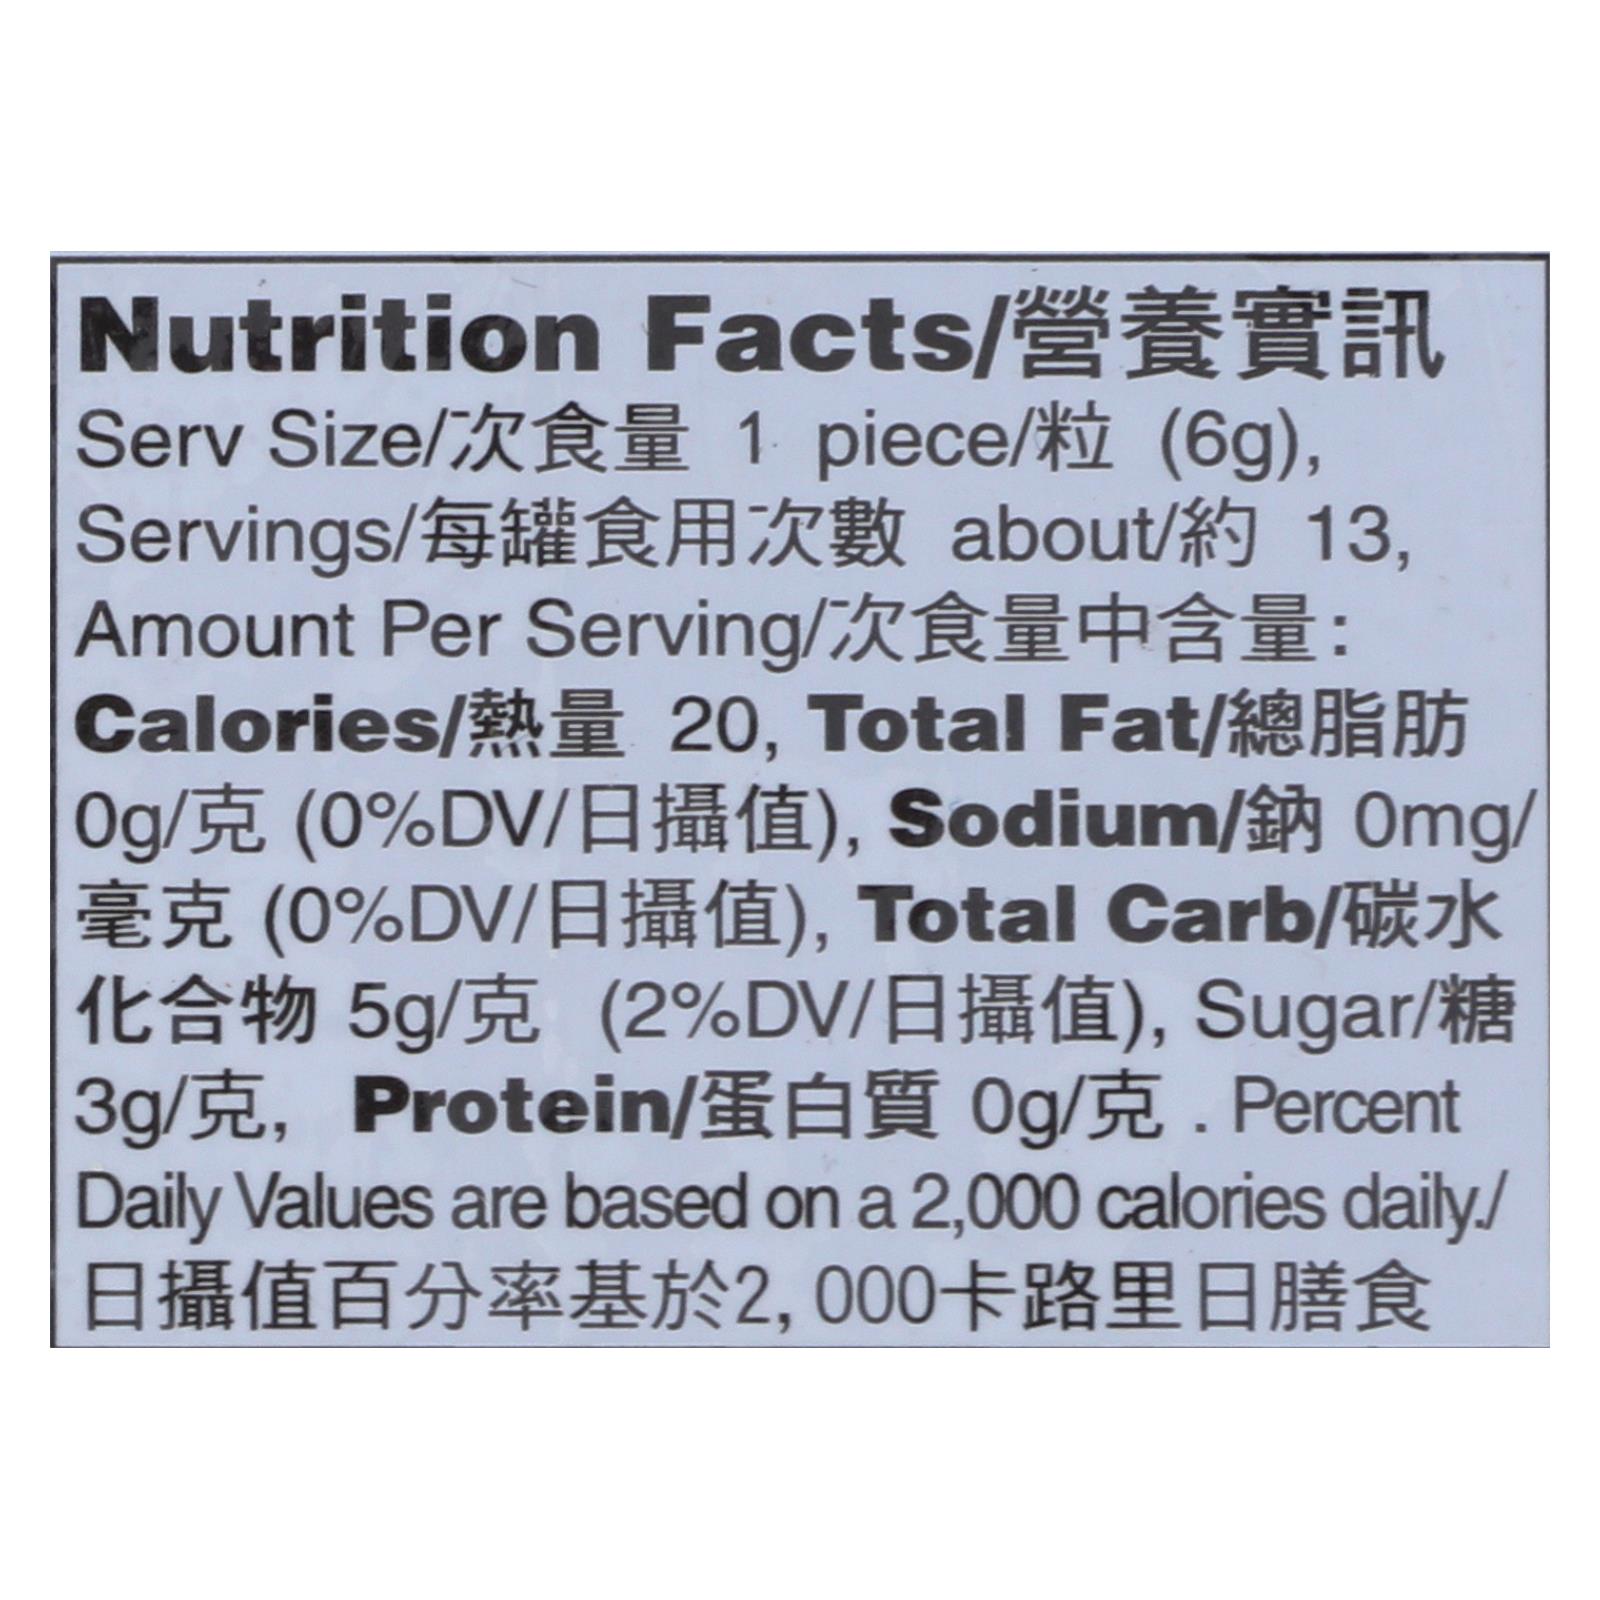 Nutrition Facts/營養實訊
Serv Size/次食量 1 piece/粒 (6g),
Servings/每罐食用次數 about/約 13,
Amount Per Serving/次食量中含量:
Calories/熱量 20, Total Fat/總脂肪
0g/克 (0%DV/日攝值), Sodium/鈉 0mg/
毫克 (0%DV/日攝值), Total Carb/碳水
化合物 5g/克 (2%DV/日攝值), Sugar/糖
3g/克, Protein/蛋白質 0g/克 . Percent
Daily Values are based on a 2,000 calories daily./
日攝值百分率基於2, 000卡路里日膳食